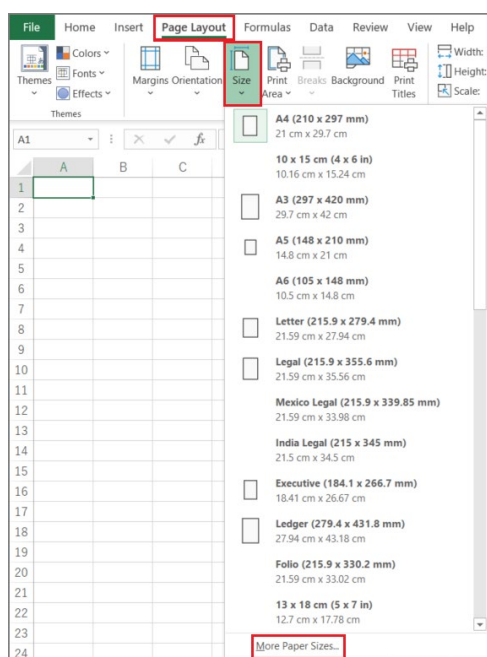 File Home Insert Page Layout Formulas Data Review View Help
Colors
Fonts
Effects
Themes
Margins Orientation Size Print Area Breaks Background Print Titles
Width:
Height:
Scale:
Themes
A1 fx
A B C
1
2
3
4
5
6
7
8
9
10
11
12
13
14
15
16
17
18
19
20
21
22
23
24
A4 (210 x 297 mm)
21 cm x 29.7 cm
10 x 15 cm (4 x 6 in)
10.16 cm x 15.24 cm
A3 (297 x 420 mm)
29.7 cm x 42 cm
A5 (148 x 210 mm)
14.8 cm x 21 cm
A6 (105 x 148 mm)
10.5 cm x 14.8 cm
Letter (215.9 x 279.4 mm)
21.59 cm x 27.94 cm
Legal (215.9 x 355.6 mm)
21.59 cm x 35.56 cm
Mexico Legal (215.9 x 339.85 mm)
21.59 cm x 33.98 cm
India Legal (215 x 345 mm)
21.5 cm x 34.5 cm
Executive (184.1 x 266.7 mm)
18.41 cm x 26.67 cm
Ledger (279.4 x 431.8 mm)
27.94 cm x 43.18 cm
Folio (215.9 x 330.2 mm)
21.59 cm x 33.02 cm
13 x 18 cm (5 x 7 in)
12.7 cm x 17.78 cm
More Paper Sizes...